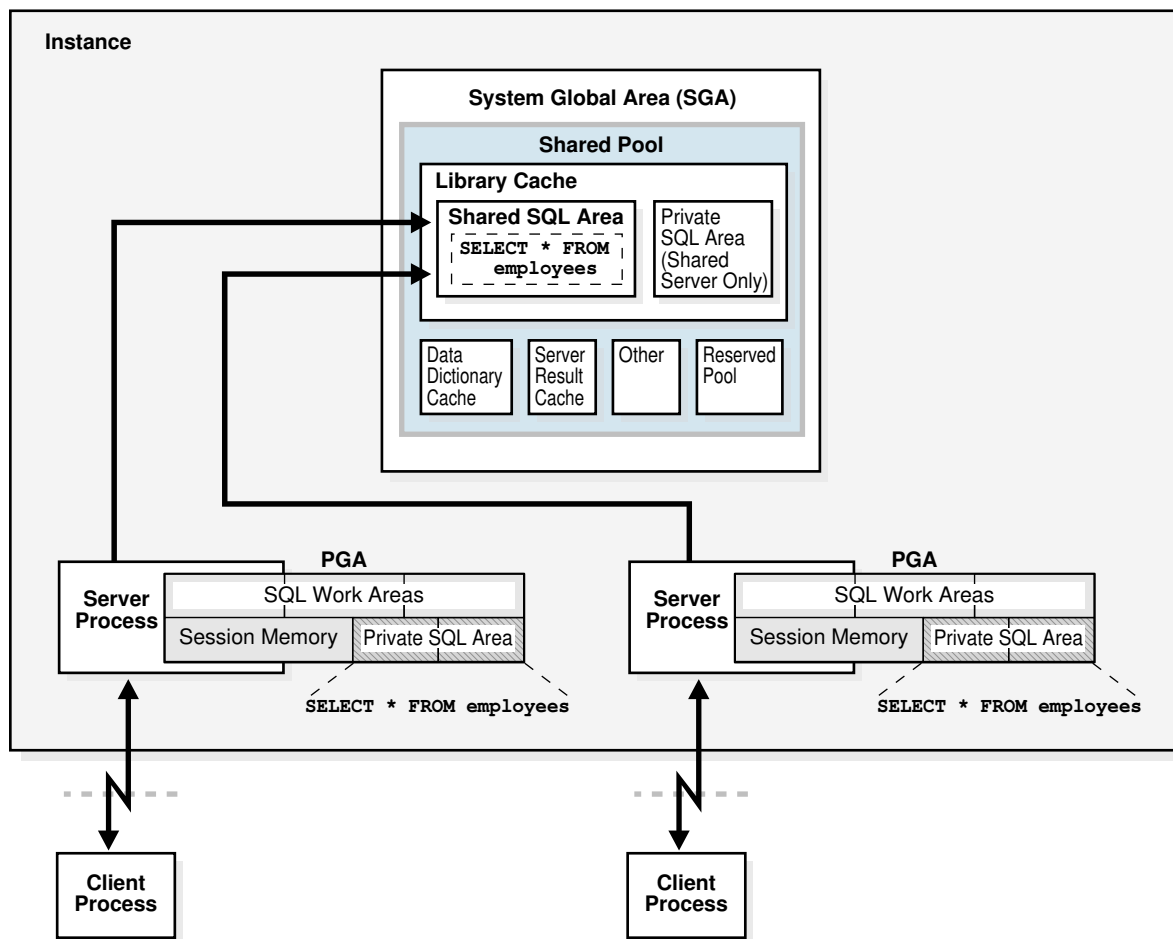 Instance
System Global Area (SGA)
Shared Pool
Library Cache
Shared SQL Area
SELECT * FROM
employees
Private
SQL Area
(Shared
Server Only)
Data
Dictionary
Cache
Server
Result
Cache
Other
Reserved
Pool
PGA
Server
Process
SQL Work Areas
Session Memory
Private SQL Area
SELECT * FROM employees
PGA
Server
Process
SQL Work Areas
Session Memory
Private SQL Area
SELECT * FROM employees
Client
Process
Client
Process